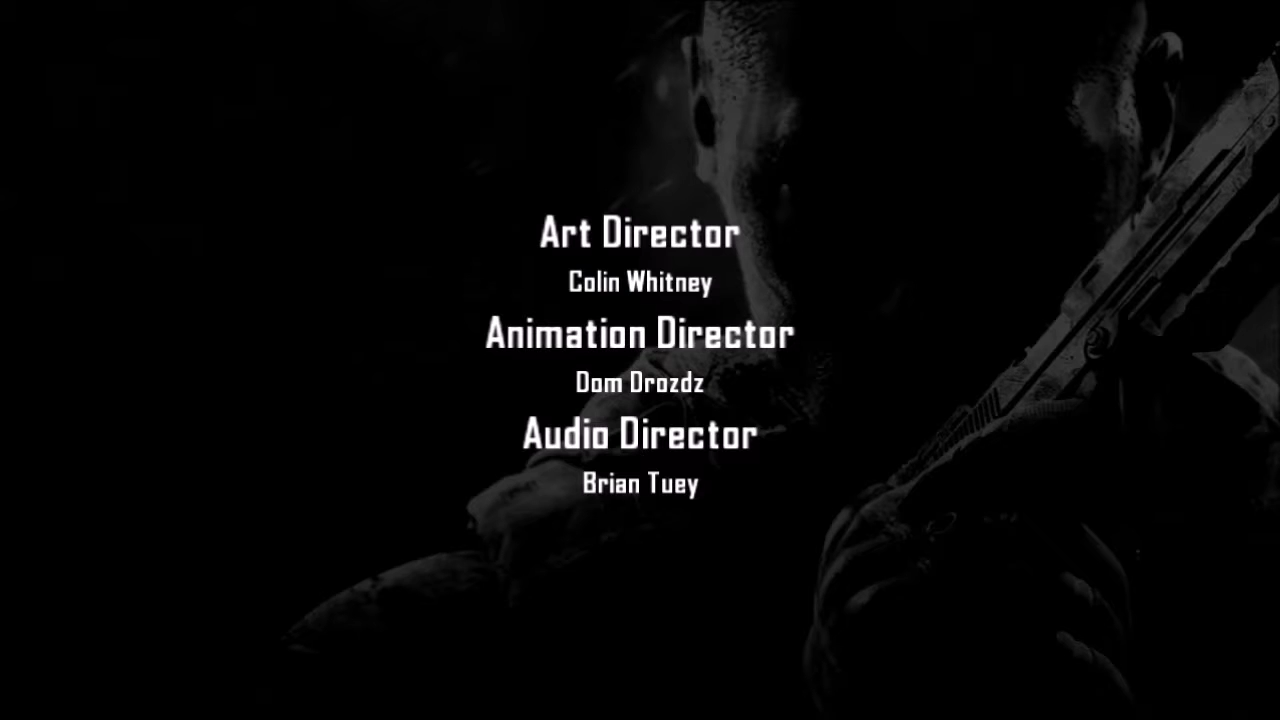 Art Director
Colin Whitney
Animation Director
Dom Drozdz
Audio Director
Brian Tuey